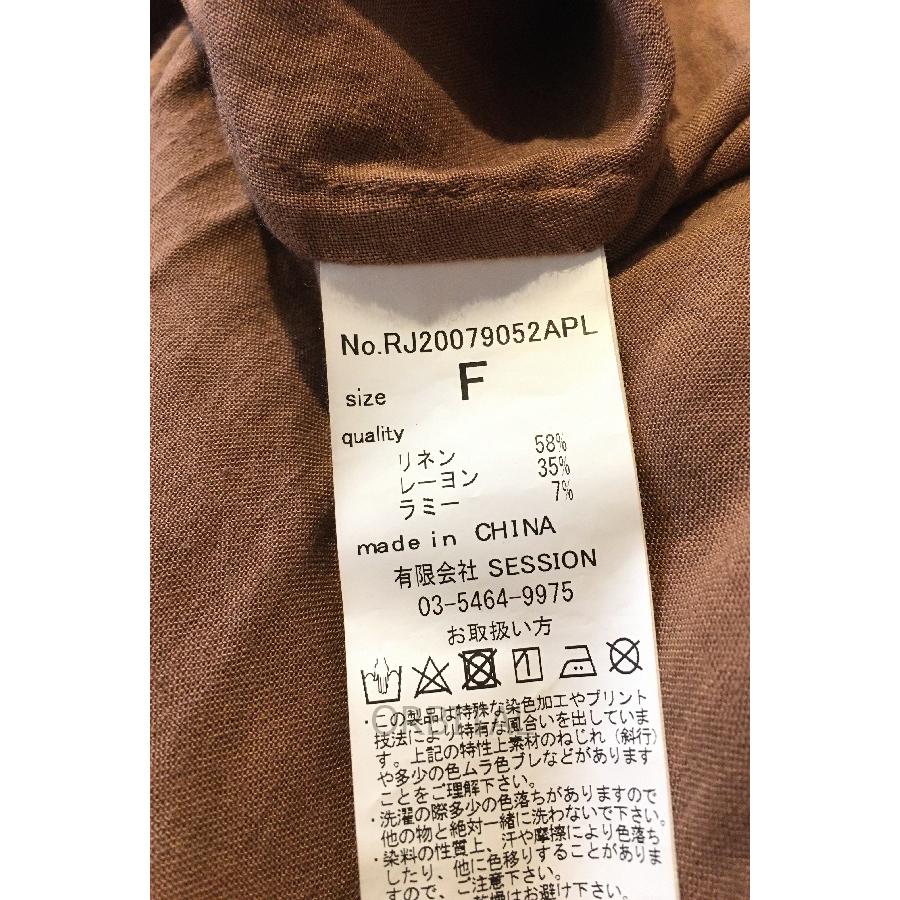 No.RJ20079052APL
size F
quality
リネン 58%
レーヨン 35%
ラミー 7%
made in CHINA
有限会社 SESSION
03-5464-9975
お取扱い方
・この製品は特殊な染色加工やプリント
技法により特有な風合いを出していま
す。上記の特性上素材のねじれ（斜行）
や多少の色ムラ色ブレなどがあります
ことをご理解下さい。
・洗濯の際多少の色落ちがありますので
他の物と絶対一緒に洗わないで下さい。
・染料の性質上、汗や摩擦により色落ち
したり、他に色移りすることがありま
すので、ご注意下さい。
はお避け下さい。